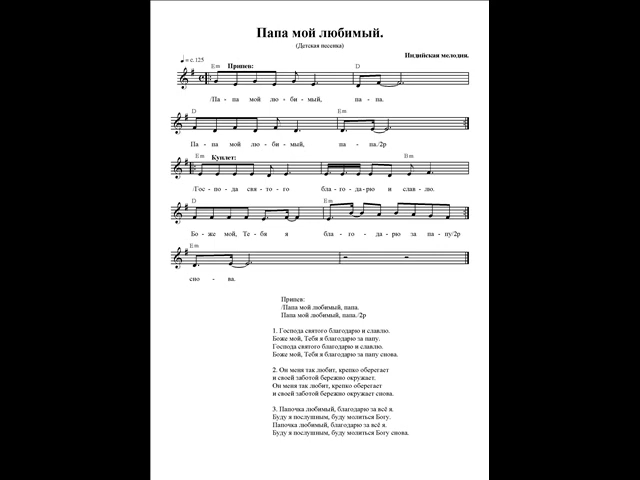 Папа мой любимый.
(Детская песенка)
Индийская мелодия.
♩= c. 125
Em Припев: D
/Па - па мой лю - би - мый, па - па.
D Em
Па - па мой лю - би - мый, па - па./2р
Em Куплет: Em Bm
/Гос - по - да свя - то - го бла - го - да - рю и слав - лю.
D Em
Бо - же мой, Те - бя я бла - го - да - рю за па - пу/2р
Em
сно - ва.
Припев:
/Папа мой любимый, папа.
Папа мой любимый, папа./2р
1. Господа святого благодарю и славлю.
Боже мой, Тебя я благодарю за папу.
Господа святого благодарю и славлю.
Боже мой, Тебя я благодарю за папу снова.
2. Он меня так любит, крепко оберегает
и своей заботой бережно окружает.
Он меня так любит, крепко оберегает
и своей заботой бережно окружает снова.
3. Папочка любимый, благодарю за всё я.
Буду я послушным, буду молиться Богу.
Папочка любимый, благодарю за всё я.
Буду я послушным, буду молиться Богу снова.